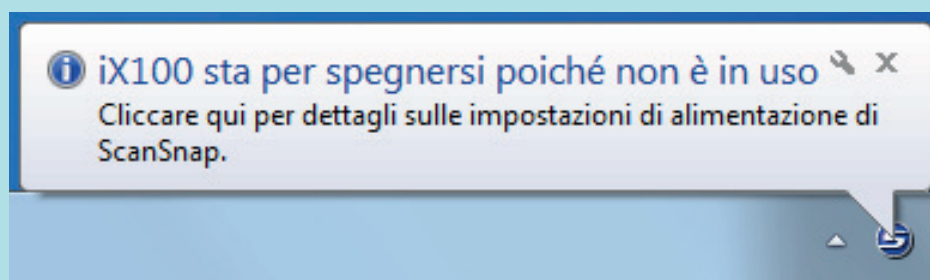 iX100 sta per spegnersi poiché non è in uso
Cliccare qui per dettagli sulle impostazioni di alimentazione di
ScanSnap.